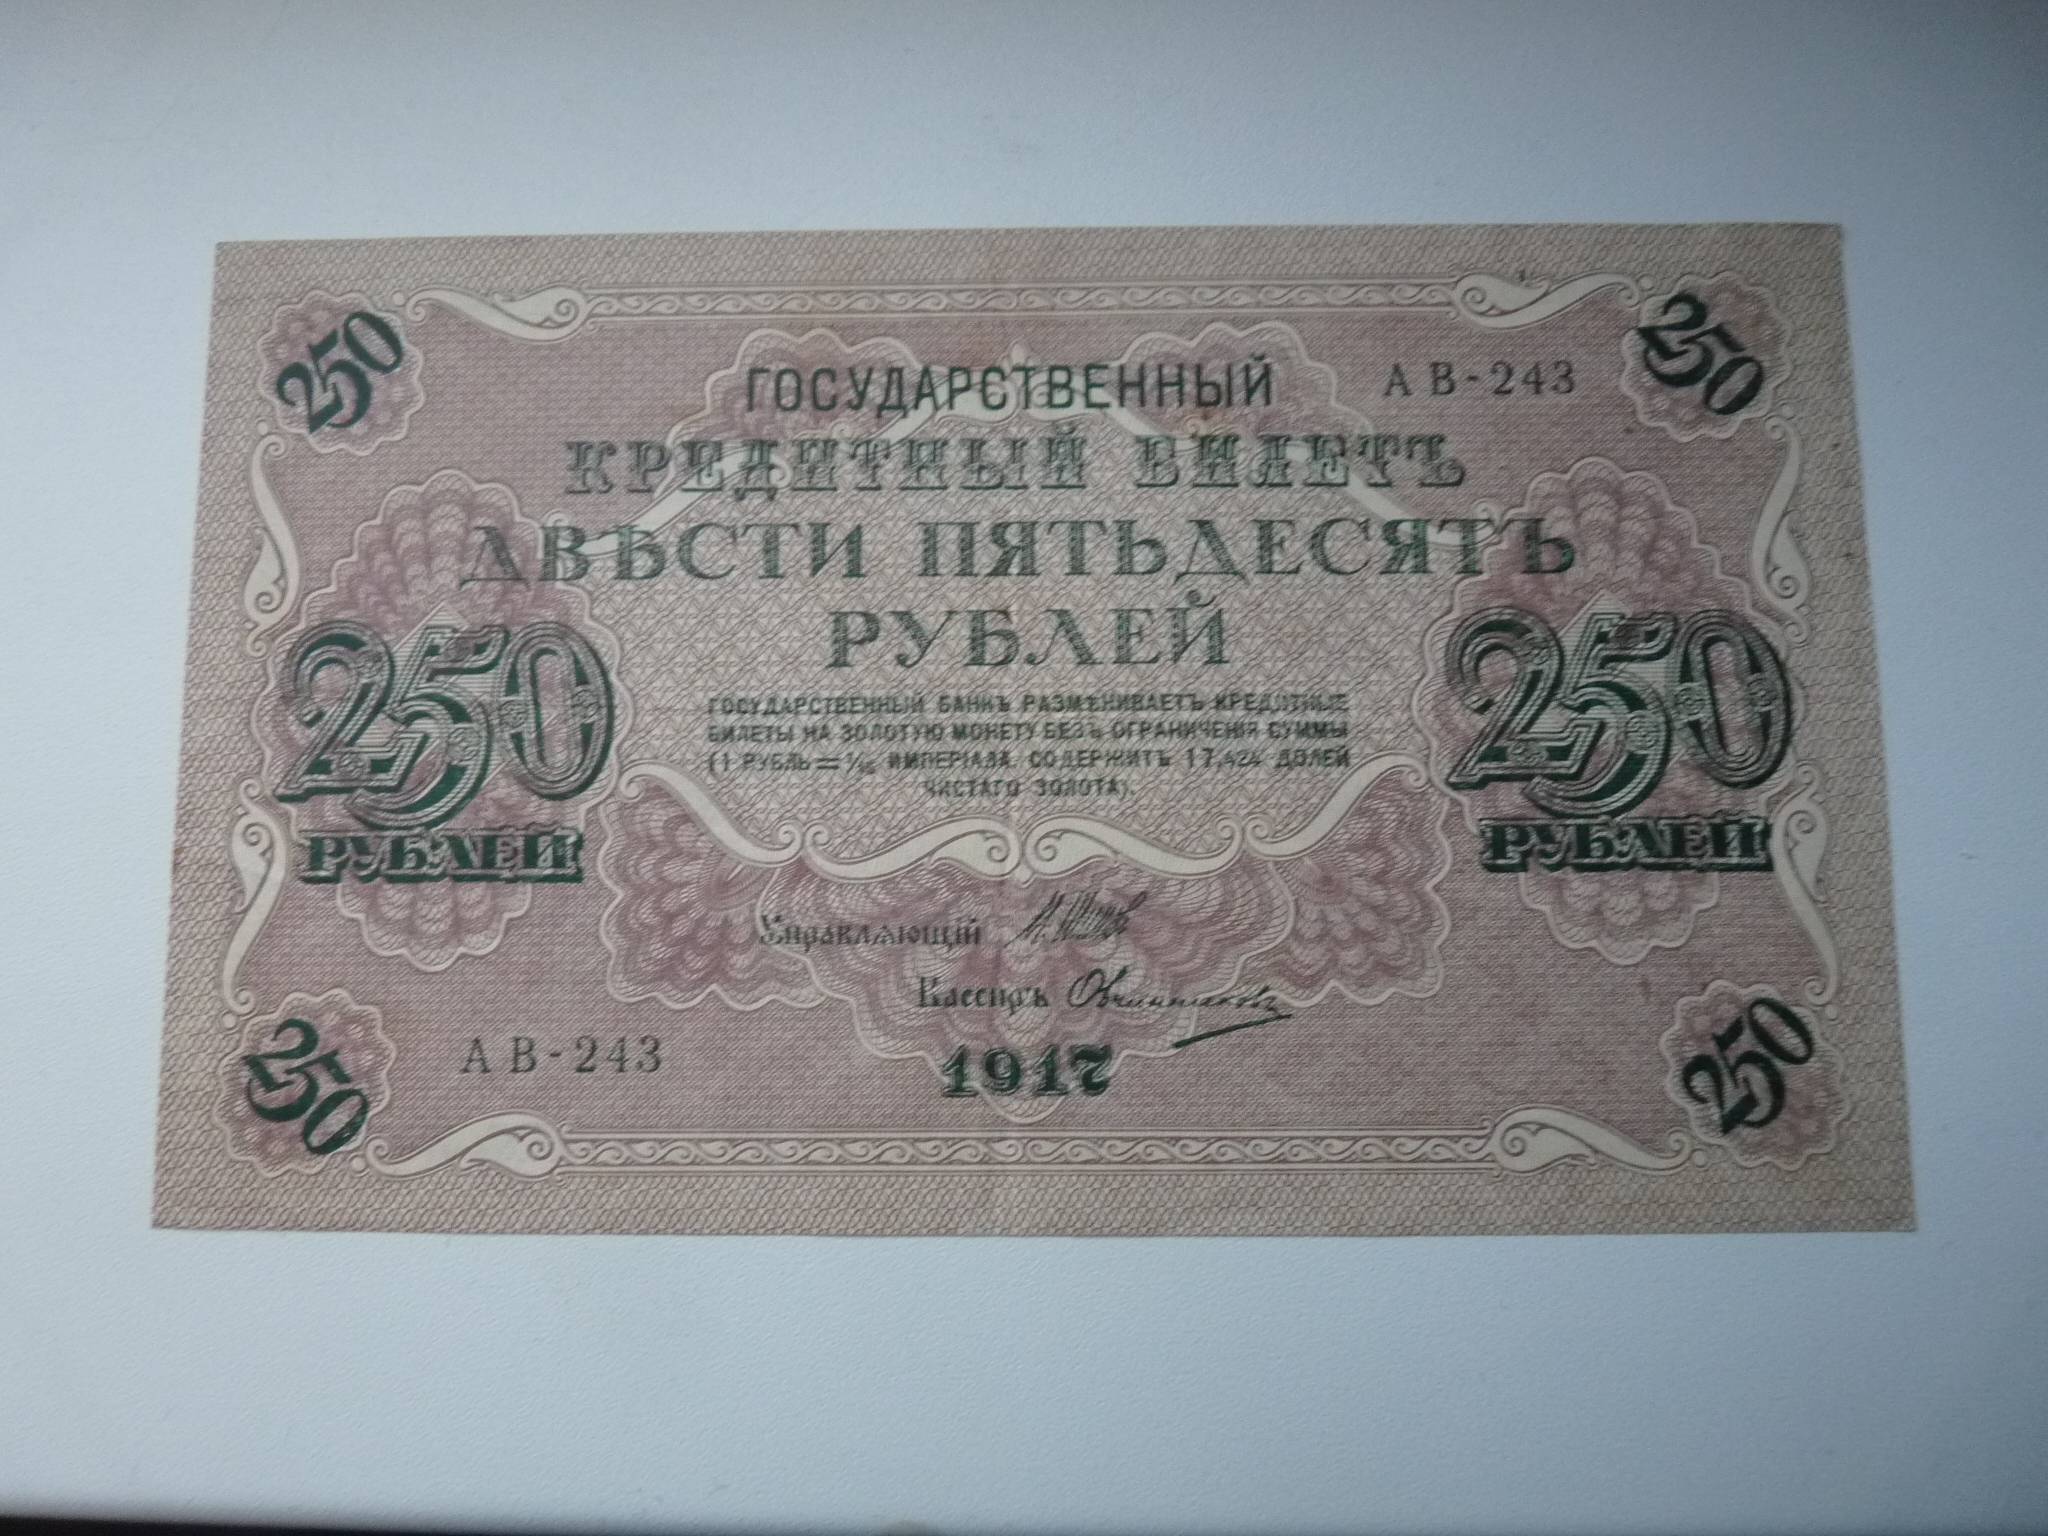 250
250
ГОСУДАРСТВЕННЫЙ
АВ-243
КРЕДИТНЫЙ БИЛЕТЪ
ДВѢСТИ ПЯТЬДЕСЯТЪ
РУБЛЕЙ
250
РУБЛЕЙ
ГОСУДАРСТВЕННЫЙ БАНКЪ РАЗМѢНИВАЕТЪ КРЕДИТНЫЕ
БИЛЕТЫ НА ЗОЛОТУЮ МОНЕТУ БЕЗЪ ОГРАНИЧЕНІЯ СУММЫ
(1 РУБЛЬ = 1/15 ИМПЕРІАЛА, СОДЕРЖИТЪ 17,424 ДОЛЕЙ
ЧИСТАГО ЗОЛОТА).
250
РУБЛЕЙ
Управляющій И. Шипов
Кассиръ Овчинниковъ
АВ-243
1917
250
250